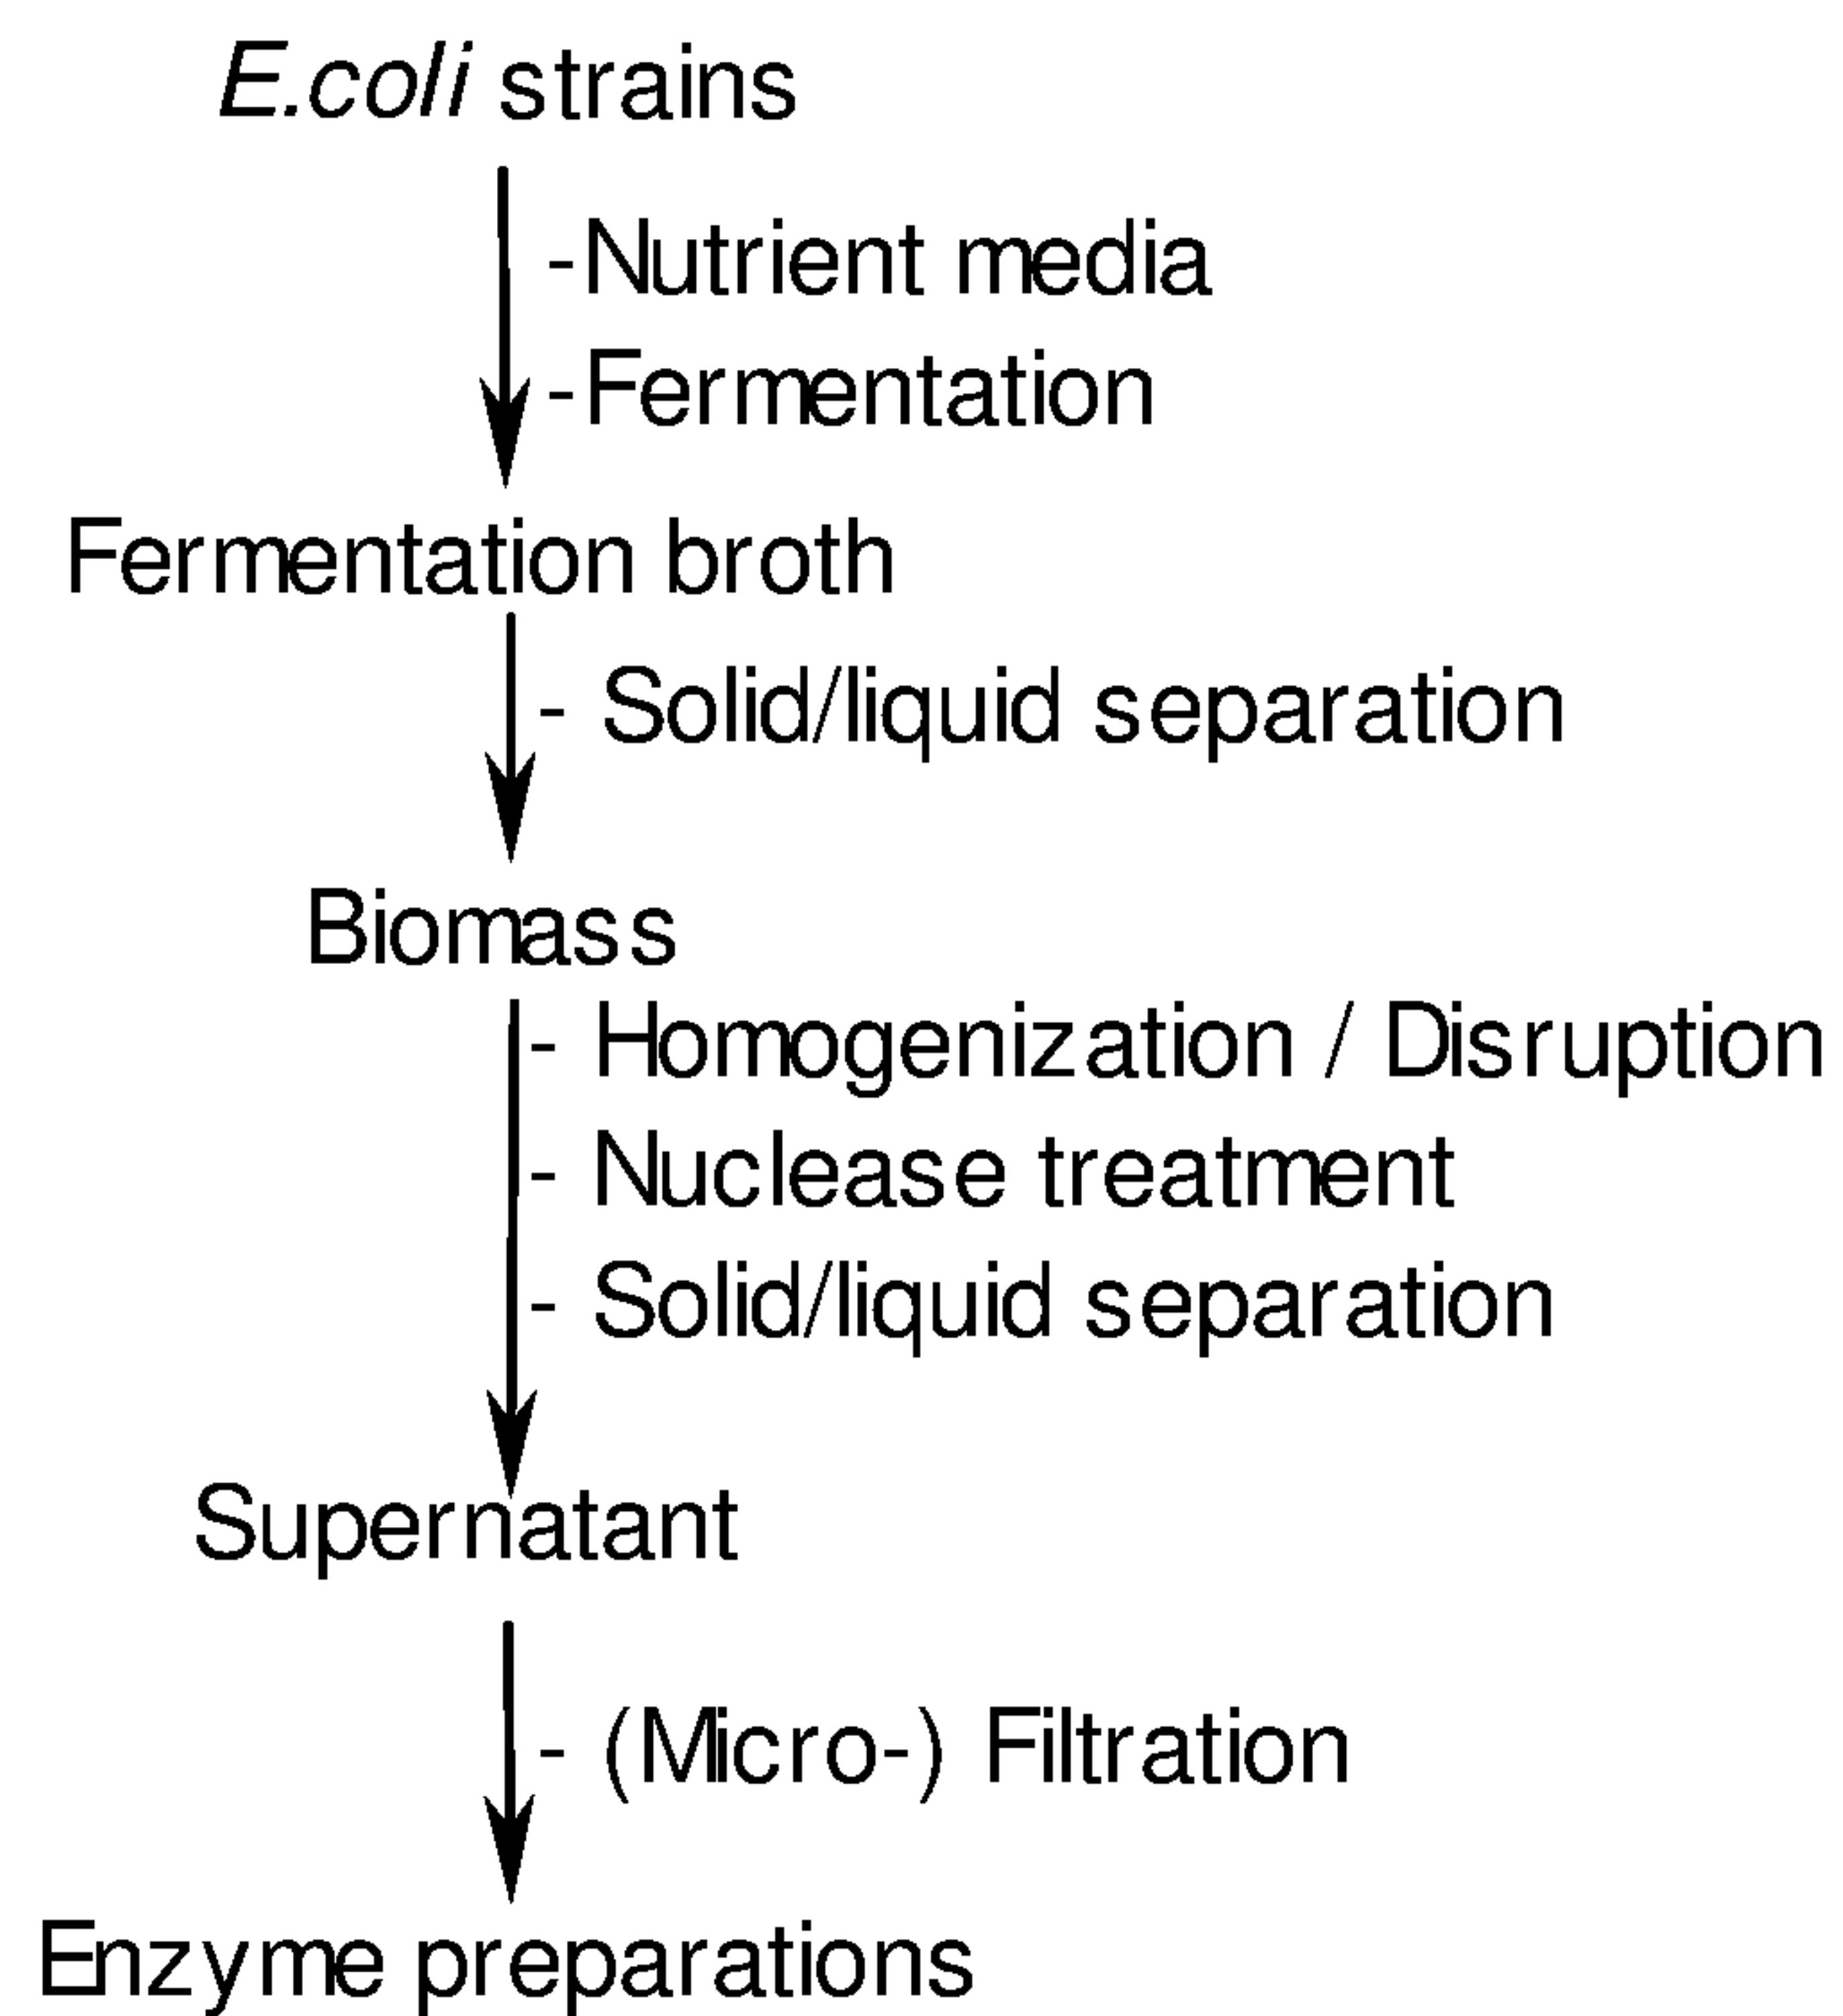 E.coli strains
-Nutrient media
-Fermentation
Fermentation broth
- Solid/liquid separation
Biomass
- Homogenization / Disruption
- Nuclease treatment
- Solid/liquid separation
Supernatant
- (Micro-) Filtration
Enzyme preparations